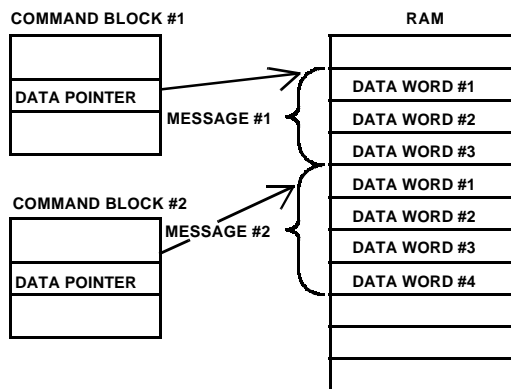 COMMAND BLOCK #1
RAM
DATA POINTER
MESSAGE #1
DATA WORD #1
DATA WORD #2
DATA WORD #3
COMMAND BLOCK #2
DATA POINTER
MESSAGE #2
DATA WORD #1
DATA WORD #2
DATA WORD #3
DATA WORD #4